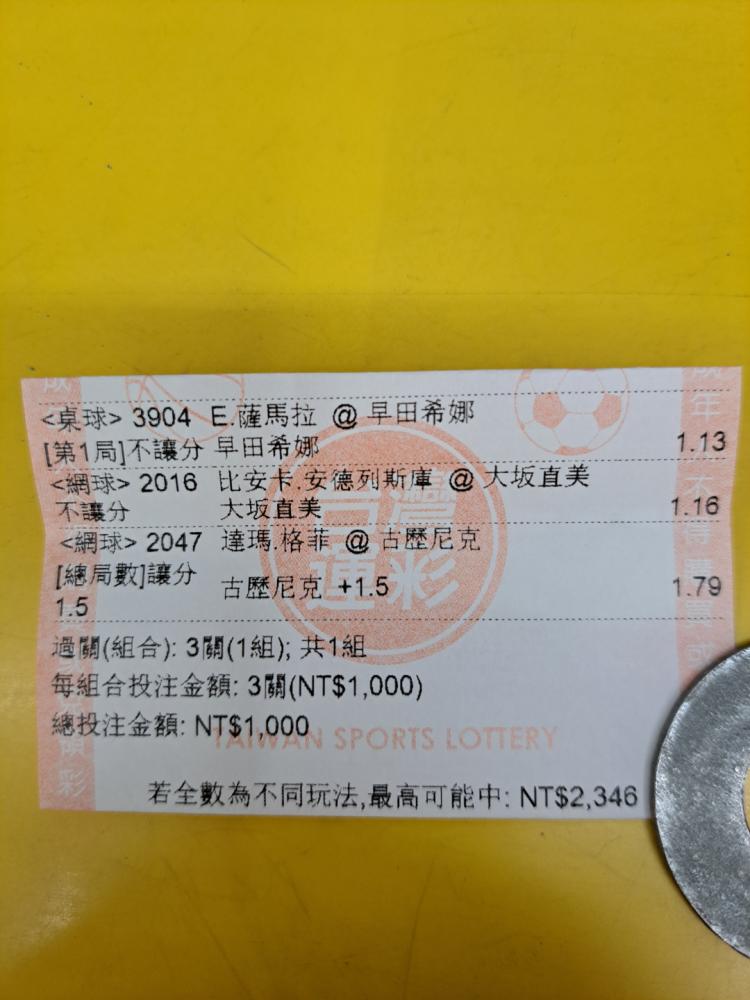 <桌球> 3904 E.薩馬拉 @ 早田希娜
[第1局]不讓分 早田希娜 1.13
<網球> 2016 比安卡.安德列斯庫 @ 大坂直美
不讓分 大坂直美 1.16
<網球> 2047 達瑪.格菲 @ 古歷尼克
[總局數]讓分 古歷尼克 +1.5 1.79
1.5
過關(組合): 3關(1組); 共1組
每組合投注金額: 3關(NT$1,000)
總投注金額: NT$1,000
TAIWAN SPORTS LOTTERY
若全數為不同玩法,最高可能中: NT$2,346
台灣
運彩